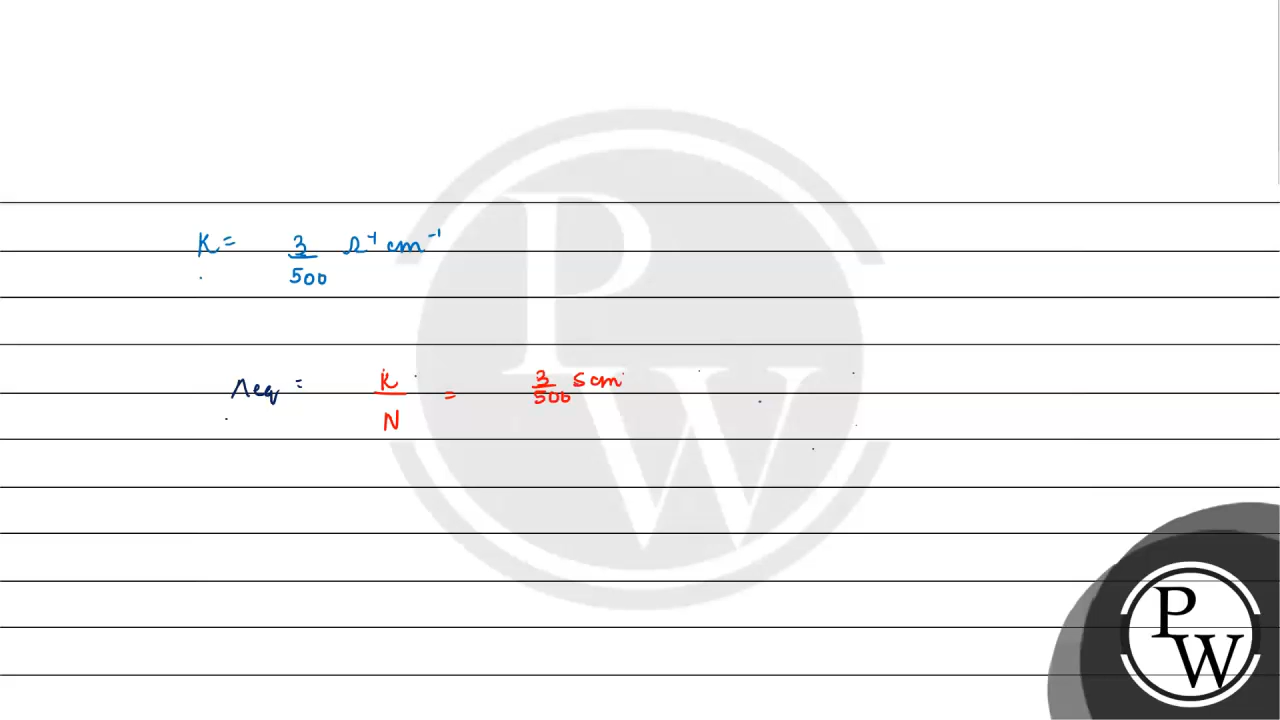 K = 3/500 Ω⁻¹ cm⁻¹
Λeq = K/N = 3/500 S cm
P W
P W